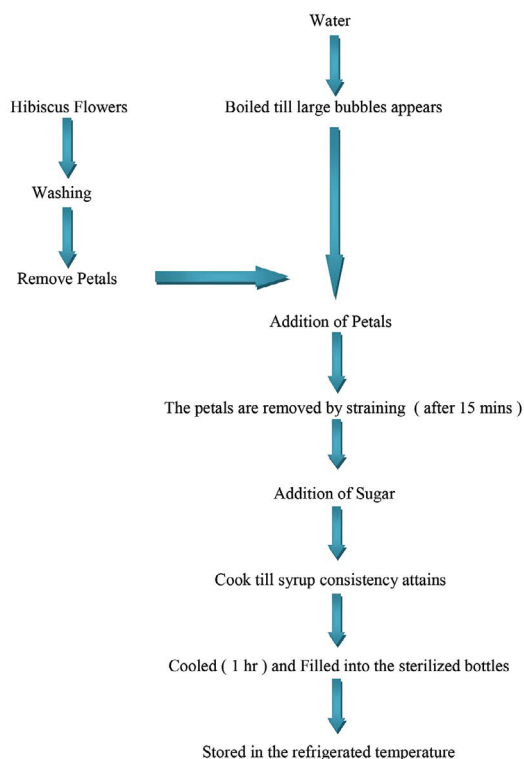 Water
Boiled till large bubbles appears
Hibiscus Flowers
Washing
Remove Petals
Addition of Petals
The petals are removed by straining ( after 15 mins )
Addition of Sugar
Cook till syrup consistency attains
Cooled ( 1 hr ) and Filled into the sterilized bottles
Stored in the refrigerated temperature